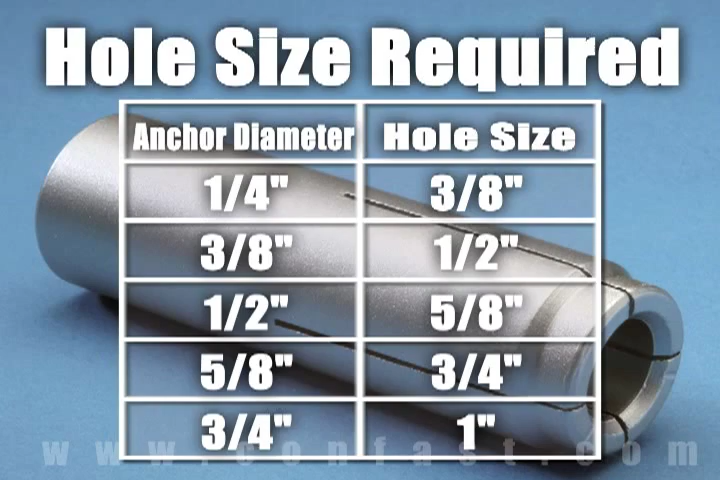 Hole Size Required
Anchor Diameter Hole Size
1/4" 3/8"
3/8" 1/2"
1/2" 5/8"
5/8" 3/4"
3/4" 1"
www.confast.com